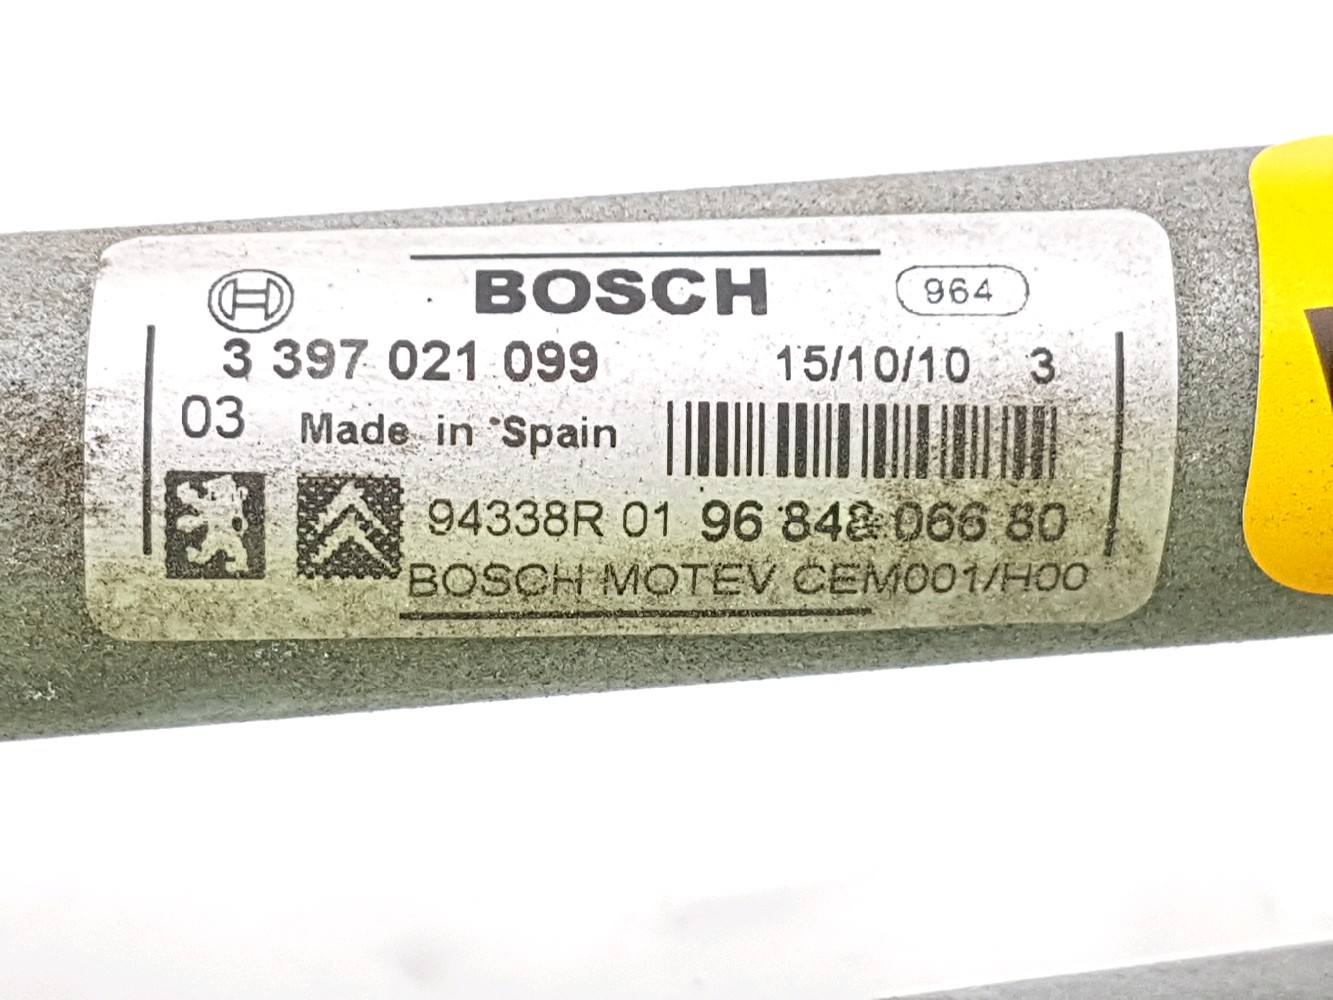 BOSCH 964
3 397 021 099 15/10/10 3
03 Made in Spain
94338R 01 96 848 066 80
BOSCH MOTEV CEM001/H00